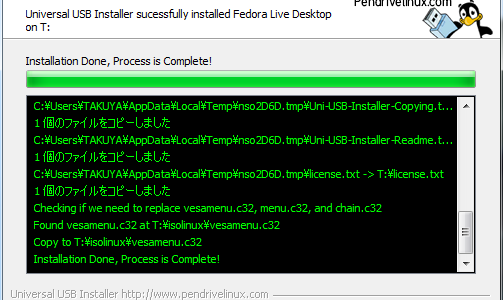 Pendrivelinux.com
Universal USB Installer sucessfully installed Fedora Live Desktop
on T:
Installation Done, Process is Complete!
C:¥Users¥TAKUYA¥AppData¥Local¥Temp¥nso2D6D.tmp¥Uni-USB-Installer-Copying.t...
1 個のファイルをコピーしました
C:¥Users¥TAKUYA¥AppData¥Local¥Temp¥nso2D6D.tmp¥Uni-USB-Installer-Readme.t...
1 個のファイルをコピーしました
C:¥Users¥TAKUYA¥AppData¥Local¥Temp¥nso2D6D.tmp¥license.txt -> T:¥license.txt
1 個のファイルをコピーしました
Checking if we need to replace vesamenu.c32, menu.c32, and chain.c32
Found vesamenu.c32 at T:¥isolinux¥vesamenu.c32
Copy to T:¥isolinux¥vesamenu.c32
Installation Done, Process is Complete!
Universal USB Installer http://www.pendrivelinux.com